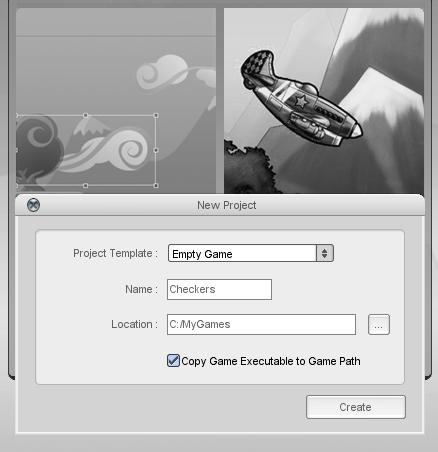 New Project
Project Template : Empty Game
Name : Checkers
Location : C:/MyGames ...
Copy Game Executable to Game Path
Create